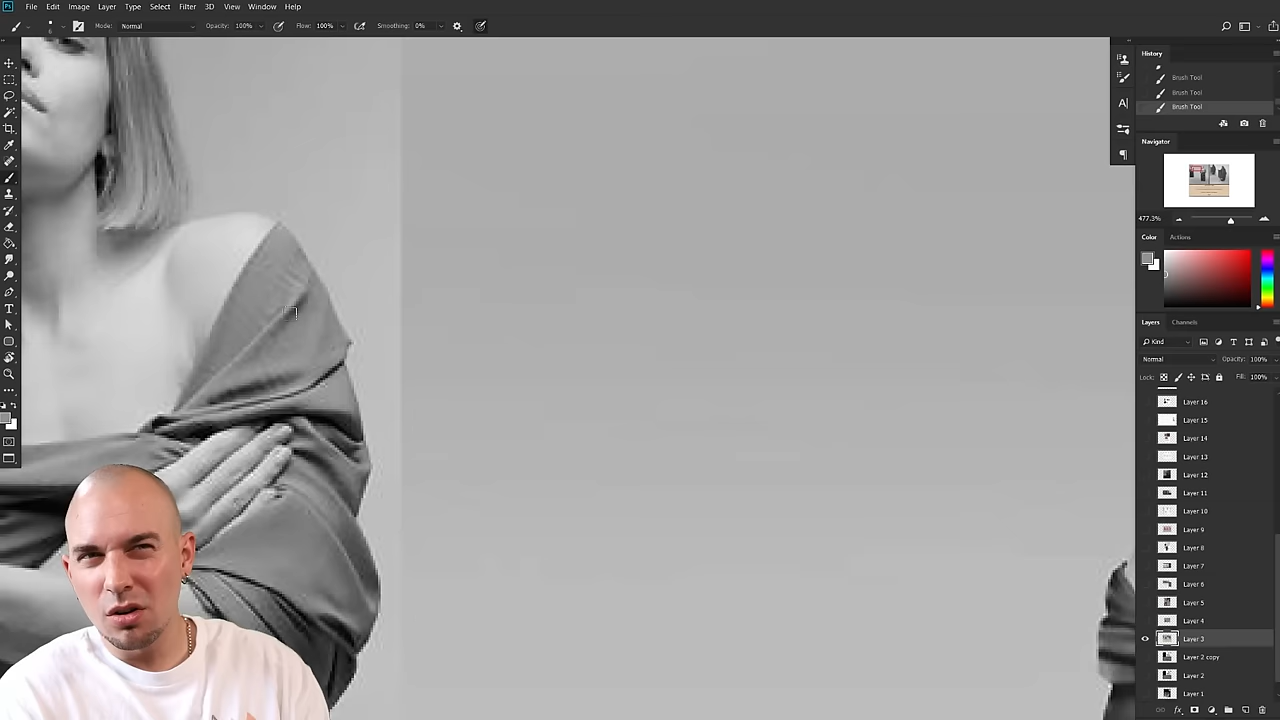 Ps File Edit Image Layer Type Select Filter 3D View Window Help
Mode: Normal Opacity: 100% Flow: 100% Smoothing: 0%
History
Brush Tool
Brush Tool
Brush Tool
Navigator
477.3%
Color Actions
Layers Channels
Kind
Normal Opacity: 100%
Lock: Fill: 100%
Layer 16
Layer 15
Layer 14
Layer 13
Layer 12
Layer 11
Layer 10
Layer 9
Layer 8
Layer 7
Layer 6
Layer 5
Layer 4
Layer 3
Layer 2 copy
Layer 2
Layer 1
fx